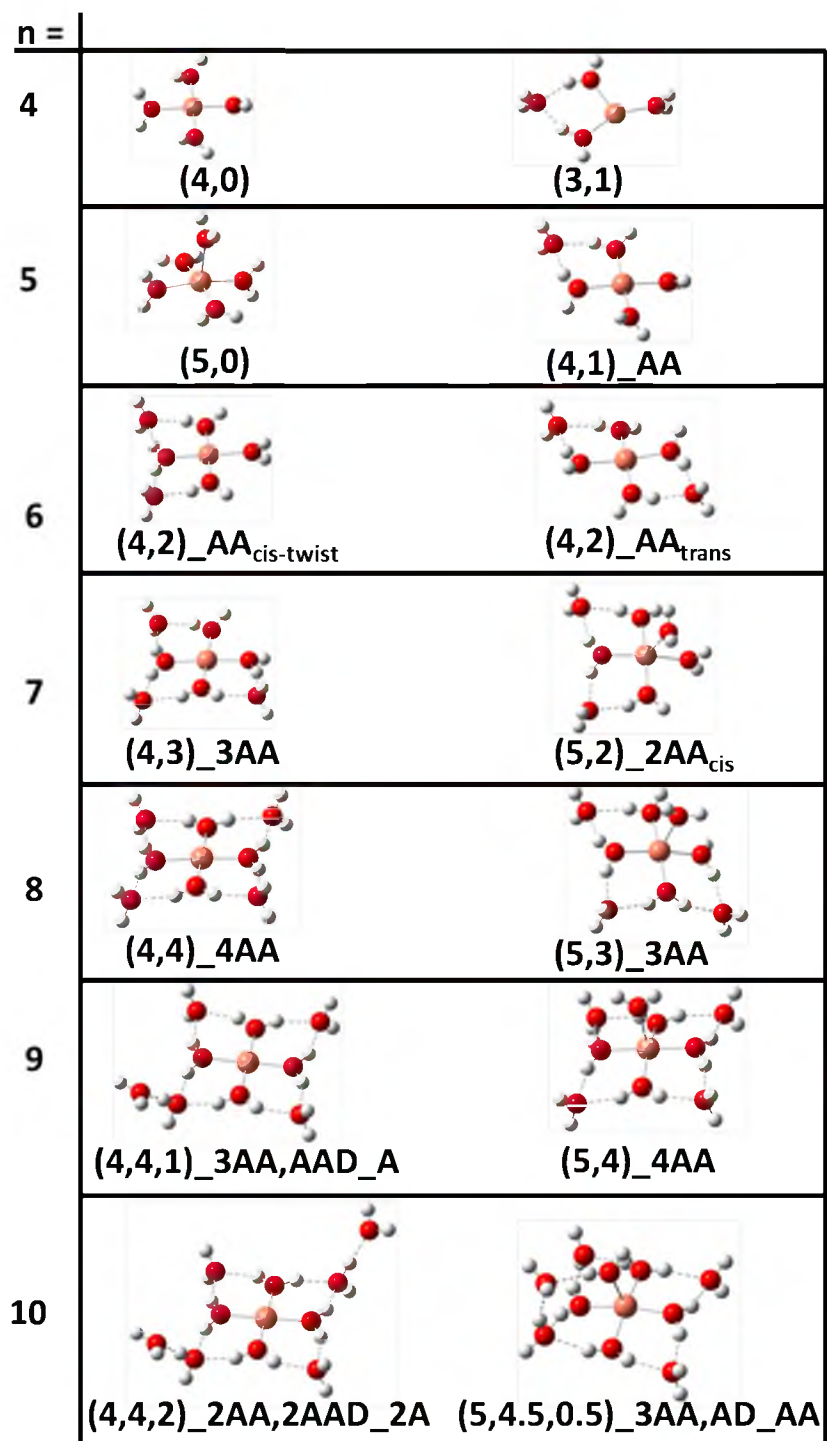 n =
4
(4,0) (3,1)
5
(5,0) (4,1)_AA
6
(4,2)_AAcis-twist (4,2)_AAtrans
7
(4,3)_3AA (5,2)_2AAcis
8
(4,4)_4AA (5,3)_3AA
9
(4,4,1)_3AA,AAD_A (5,4)_4AA
10
(4,4,2)_2AA,2AAD_2A (5,4.5,0.5)_3AA,AD_AA